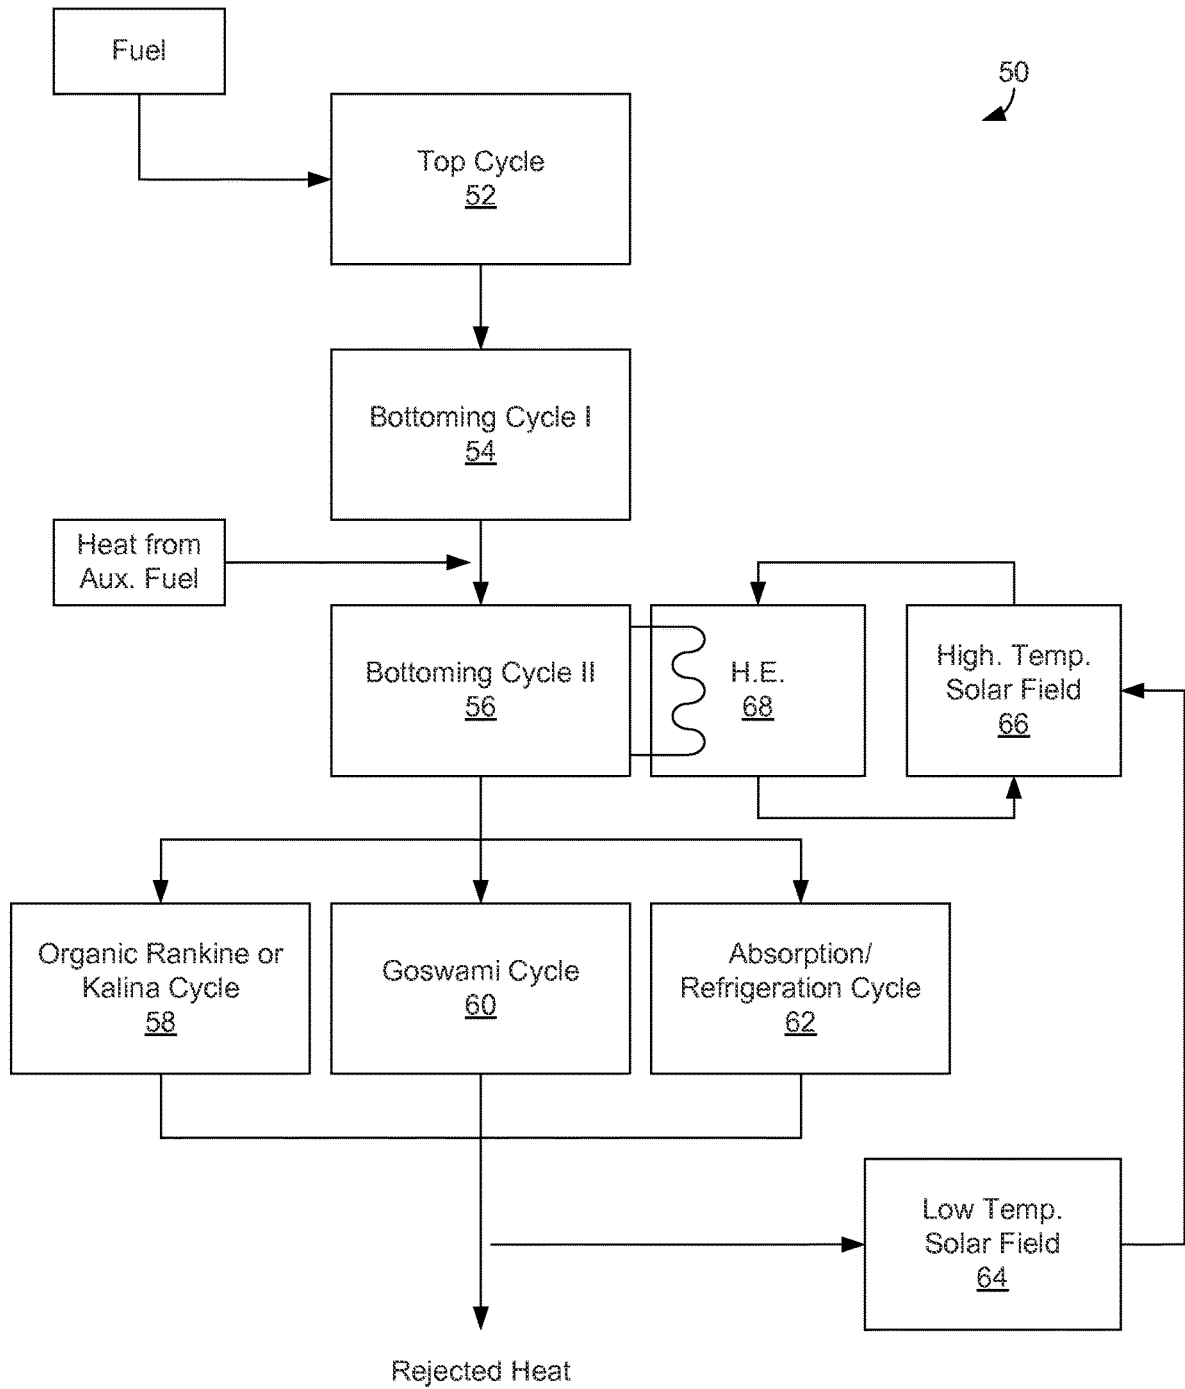 Fuel
50
Top Cycle
52
Bottoming Cycle I
54
Heat from
Aux. Fuel
Bottoming Cycle II
56
H.E.
68
High. Temp.
Solar Field
66
Organic Rankine or
Kalina Cycle
58
Goswami Cycle
60
Absorption/
Refrigeration Cycle
62
Low Temp.
Solar Field
64
Rejected Heat